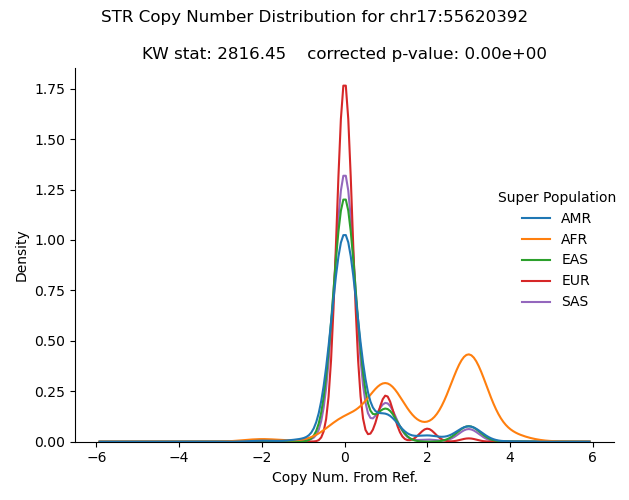 STR Copy Number Distribution for chr17:55620392
KW stat: 2816.45    corrected p-value: 0.00e+00
1.75
1.50
1.25
1.00
0.75
0.50
0.25
0.00
Density
Super Population
AMR
AFR
EAS
EUR
SAS
−6 −4 −2 0 2 4 6
Copy Num. From Ref.